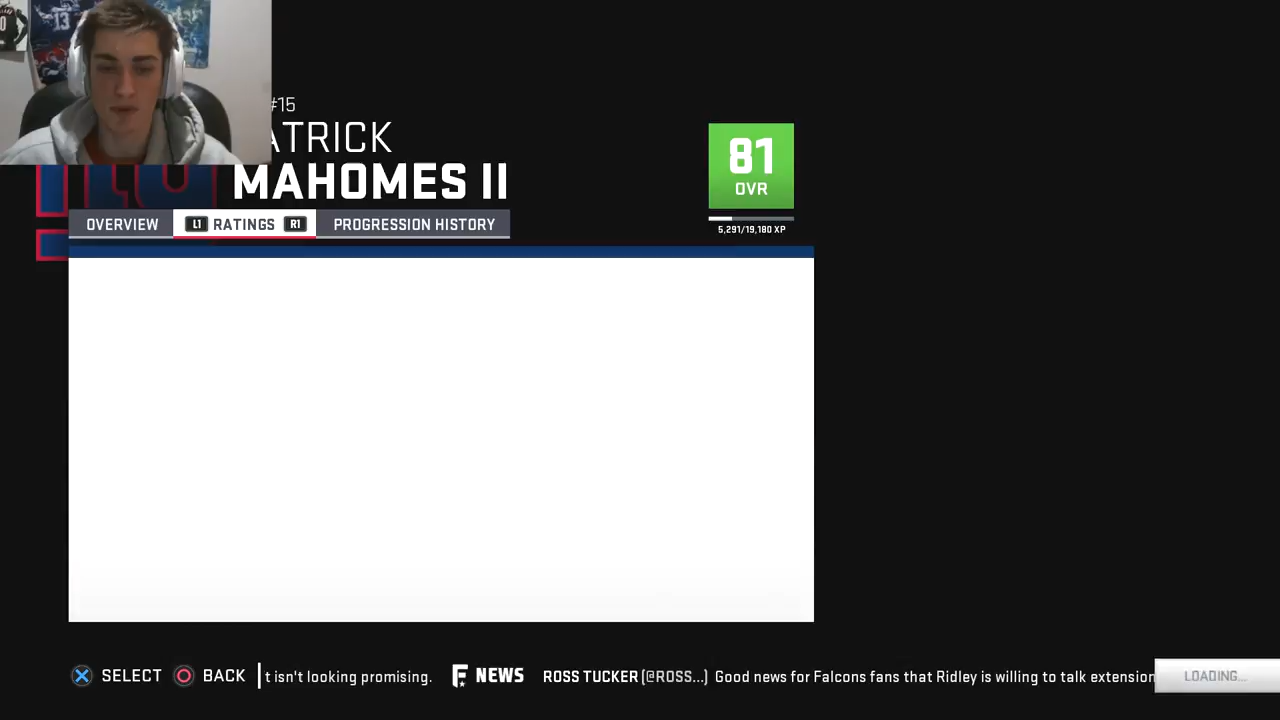 13
#15
ATRICK
MAHOMES II
81
OVR
5,291/19,180 XP
OVERVIEW L1 RATINGS R1 PROGRESSION HISTORY
SELECT BACK t isn't looking promising. NEWS ROSS TUCKER (@ROSS...) Good news for Falcons fans that Ridley is willing to talk extension
LOADING...